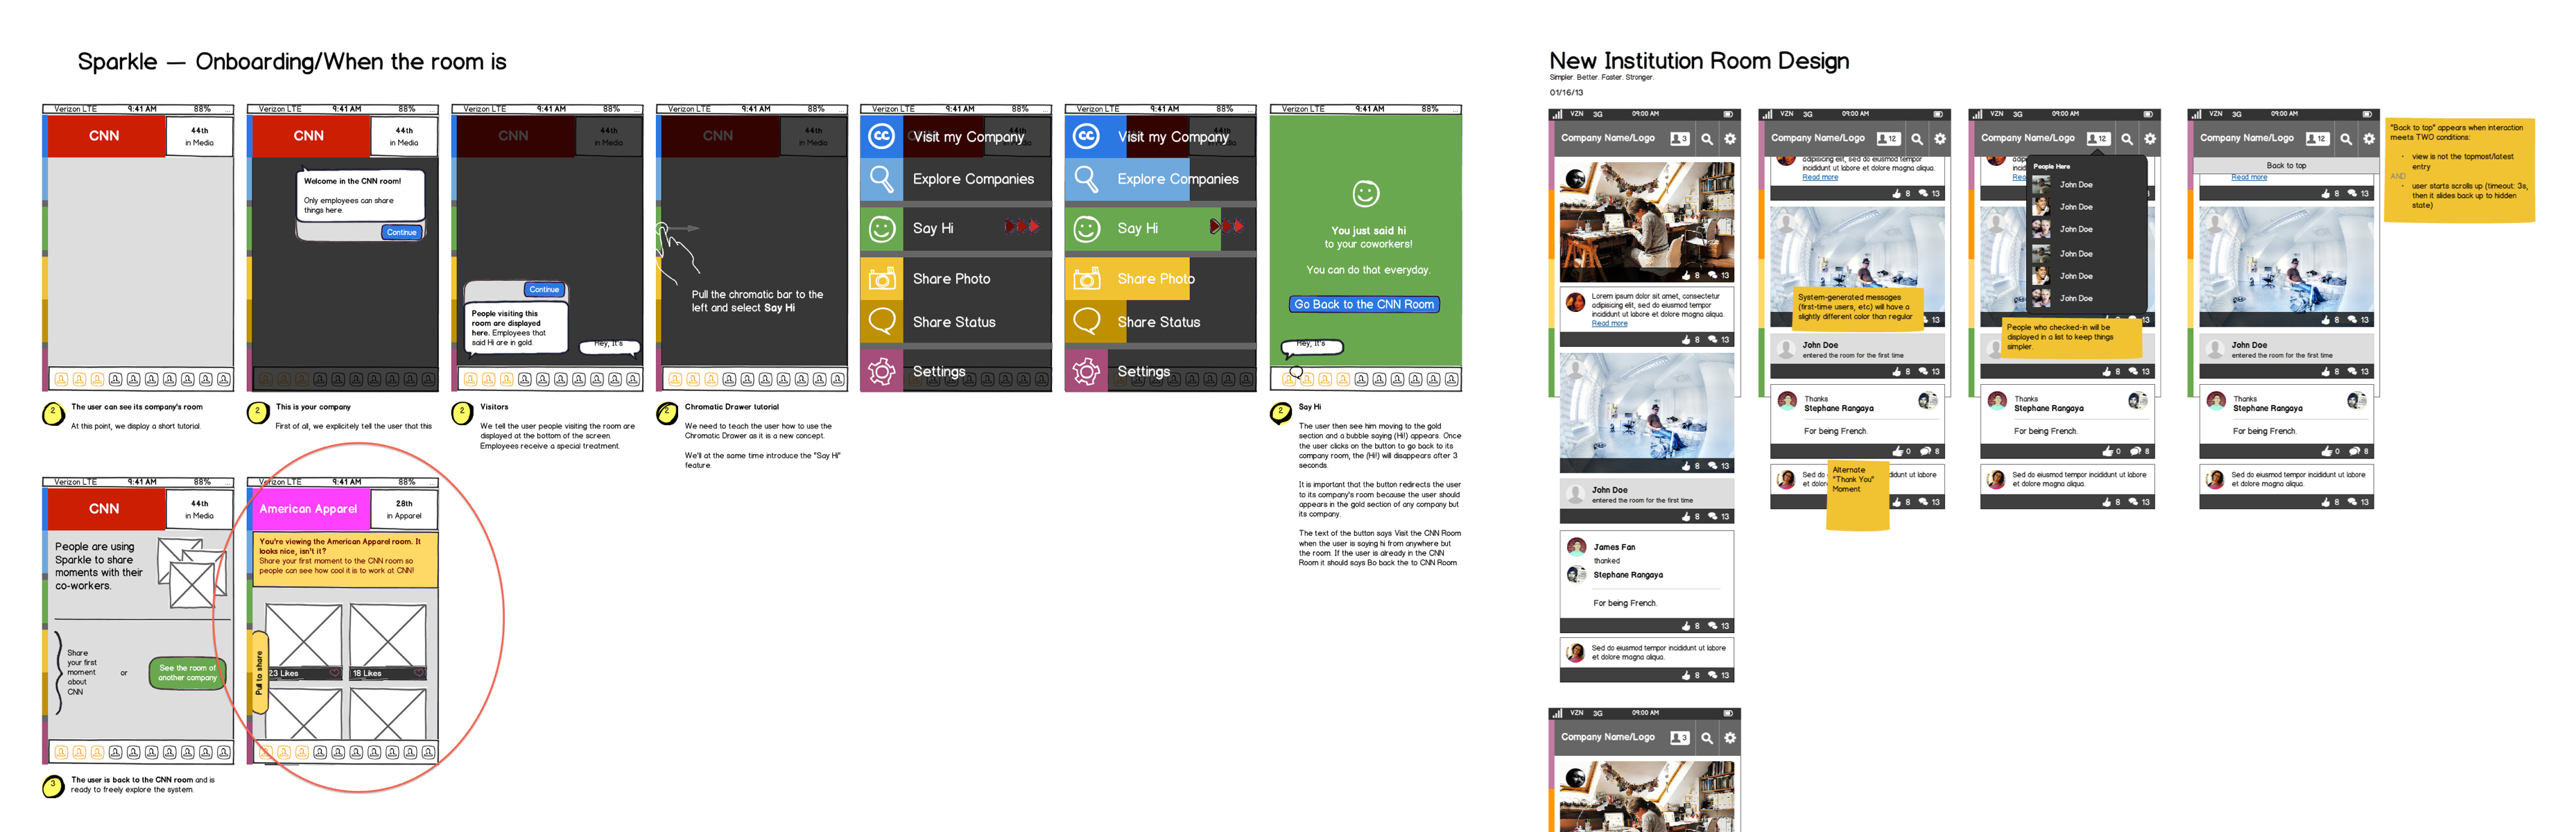 Sparkle — Onboarding/When the room is
Verizon LTE 9:41 AM 88% ...
CNN
44th
in Media
2
The user can see its company's room
At this point, we display a short tutorial.
Verizon LTE 9:41 AM 88% ...
CNN
44th
in Media
Welcome in the CNN room!
Only employees can share
things here.
Continue
2
This is your company
First of all, we explicitely tell the user that this
Verizon LTE 9:41 AM 88% ...
CNN
44th
in Media
Continue
People visiting this
room are displayed
here. Employees that
said Hi are in gold.
Hey, It's
2
Visitors
We tell the user people visiting the room are
displayed at the bottom of the screen.
Employees receive a special treatment.
Verizon LTE 9:41 AM 88% ...
CNN
44th
in Media
Pull the chromatic bar to the
left and select Say Hi
2
Chromatic Drawer tutorial
We need to teach the user how to use the
Chromatic Drawer as it is a new concept.
We'll at the same time introduce the "Say Hi"
feature.
Verizon LTE 9:41 AM 88% ...
Visit my Company
Explore Companies
Say Hi
Share Photo
Share Status
Settings
Verizon LTE 9:41 AM 88% ...
Visit my Company
Explore Companies
Say Hi
Share Photo
Share Status
Settings
Verizon LTE 9:41 AM 88% ...
You just said hi
to your coworkers!
You can do that everyday.
Go Back to the CNN Room
Hey, It's
2
Say Hi
The user then see him moving to the gold
section and a bubble saying (Hi!) appears. Once
the user clicks on the button to go back to its
company room, the (Hi!) will disappears after 3
seconds.
It is important that the button redirects the user
to its company's room because the user should
appears in the gold section of any company but
its company.
The text of the button says Visit the CNN Room
when the user is saying hi from anywhere but
the room. If the user is already in the CNN
Room it should says Bo back the to CNN Room
Verizon LTE 9:41 AM 88% ...
CNN
44th
in Media
People are using
Sparkle to share
moments with their
co-workers.
Share
your first
moment
about
CNN
or
See the room of
another company
3
The user is back to the CNN room and is
ready to freely explore the system.
Verizon LTE 9:41 AM 88% ...
American Apparel
28th
in Apparel
You're viewing the American Apparel room. It
looks nice, isn't it?
Share your first moment to the CNN room so
people can see how cool it is to work at CNN!
Pull to share
23 Likes
18 Likes
New Institution Room Design
Simpler. Better. Faster. Stronger.
01/16/13
VZN 3G 09:00 AM
Company Name/Logo 3
8 13
Lorem ipsum dolor sit amet, consectetur
adipisicing elit, sed do eiusmod tempor
incididunt ut labore et dolore magna aliqua.
Read more
8 13
8 13
John Doe
entered the room for the first time
8 13
James Fan
thanked
Stephane Rangaya
For being French.
8 13
Sed do eiusmod tempor incididunt ut labore
et dolore magna aliqua.
8 13
VZN 3G 09:00 AM
Company Name/Logo 3
VZN 3G 09:00 AM
Company Name/Logo 12
adipisicing elit, sed do eiusmod tempor
incididunt ut labore et dolore magna aliqua.
Read more
8 13
System-generated messages
(first-time users, etc) will have a
slightly different color than regular
13
John Doe
entered the room for the first time
8 13
Thanks
Stephane Rangaya
For being French.
0 8
Sed do
et dolor
incididunt ut labore
8 13
Alternate
"Thank You"
Moment
VZN 3G 09:00 AM
Company Name/Logo 12
adip
incid
Read
People Here
John Doe
John Doe
John Doe
John Doe
John Doe
John Doe
8 13
People who checked-in will be
displayed in a list to keep things
simpler.
8 13
Thanks
Stephane Rangaya
For being French.
0 8
Sed do eiusmod tempor incididunt ut labore
et dolore magna aliqua.
8 13
VZN 3G 09:00 AM
Company Name/Logo 12
Back to top
Read more
8 13
8 13
John Doe
entered the room for the first time
8 13
Thanks
Stephane Rangaya
For being French.
0 8
Sed do eiusmod tempor incididunt ut labore
et dolore magna aliqua.
8 13
"Back to top" appears when interaction
meets TWO conditions:
• view is not the topmost/latest
entry
AND
• user starts scrolls up (timeout: 3s,
then it slides back up to hidden
state)